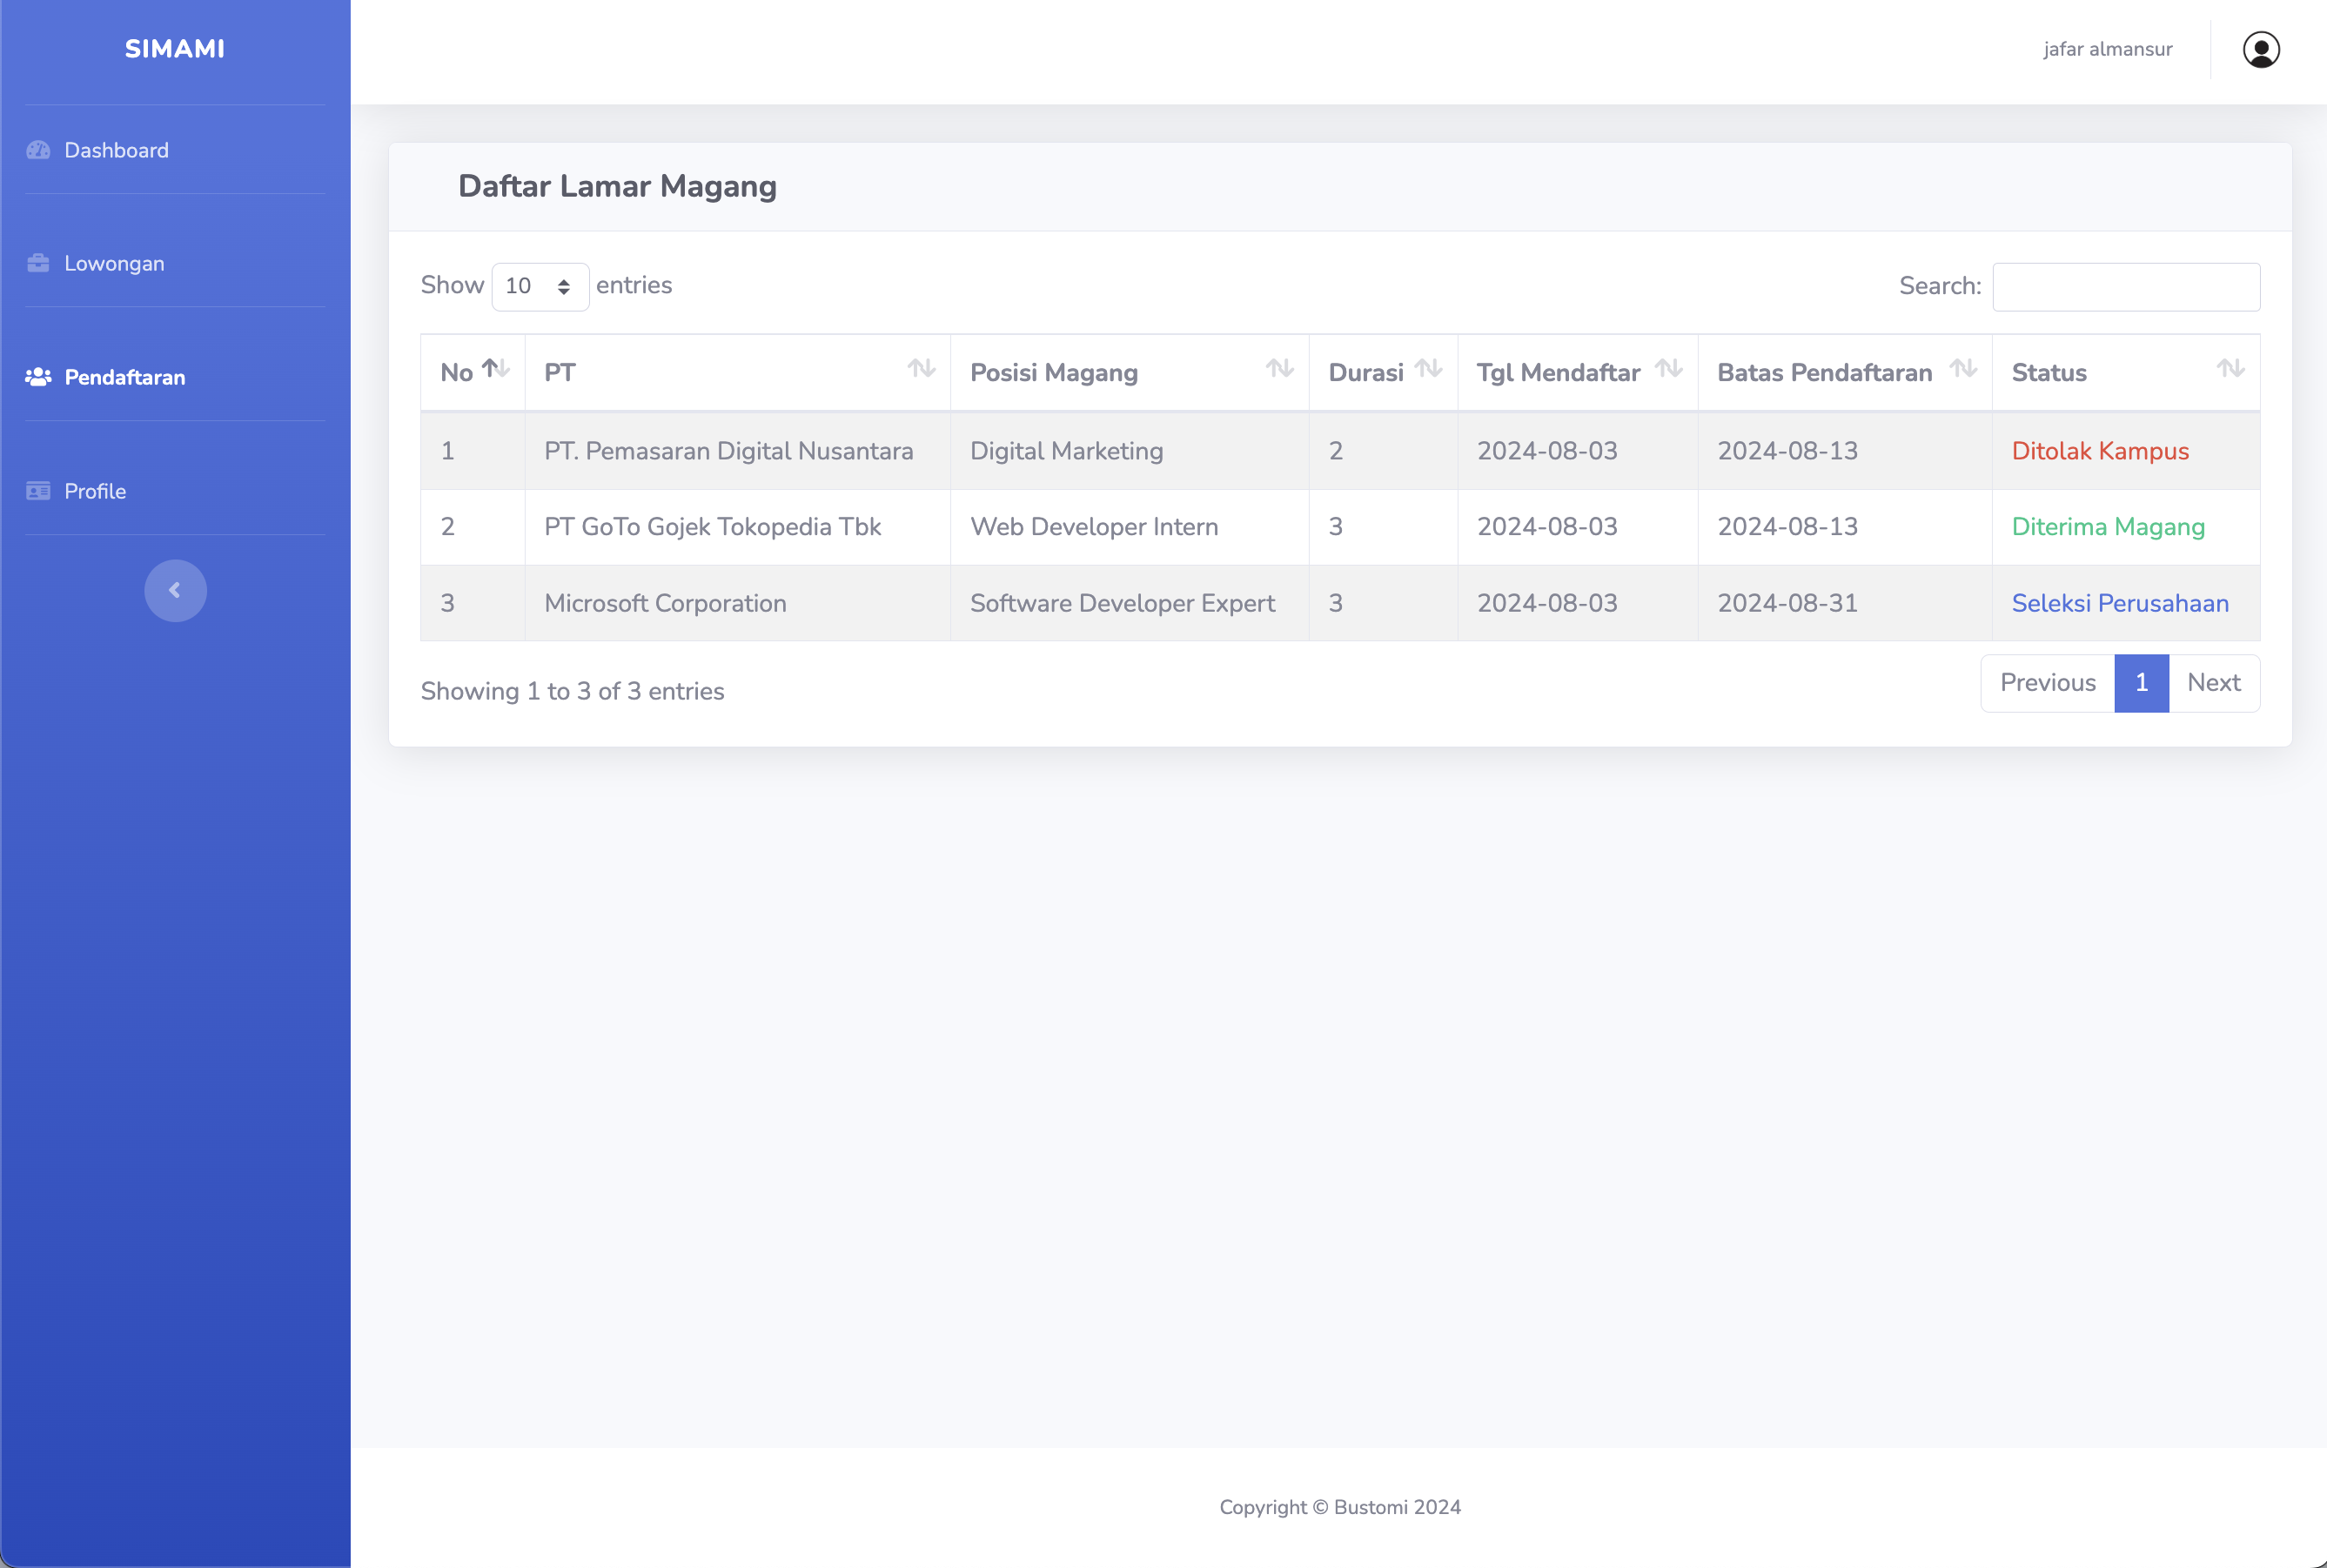 SIMAMI
jafar almansur
Dashboard
Lowongan
Pendaftaran
Profile
Daftar Lamar Magang
Show 10 entries
Search:
No PT Posisi Magang Durasi Tgl Mendaftar Batas Pendaftaran Status
1 PT. Pemasaran Digital Nusantara Digital Marketing 2 2024-08-03 2024-08-13 Ditolak Kampus
2 PT GoTo Gojek Tokopedia Tbk Web Developer Intern 3 2024-08-03 2024-08-13 Diterima Magang
3 Microsoft Corporation Software Developer Expert 3 2024-08-03 2024-08-31 Seleksi Perusahaan
Showing 1 to 3 of 3 entries
Previous 1 Next
Copyright © Bustomi 2024